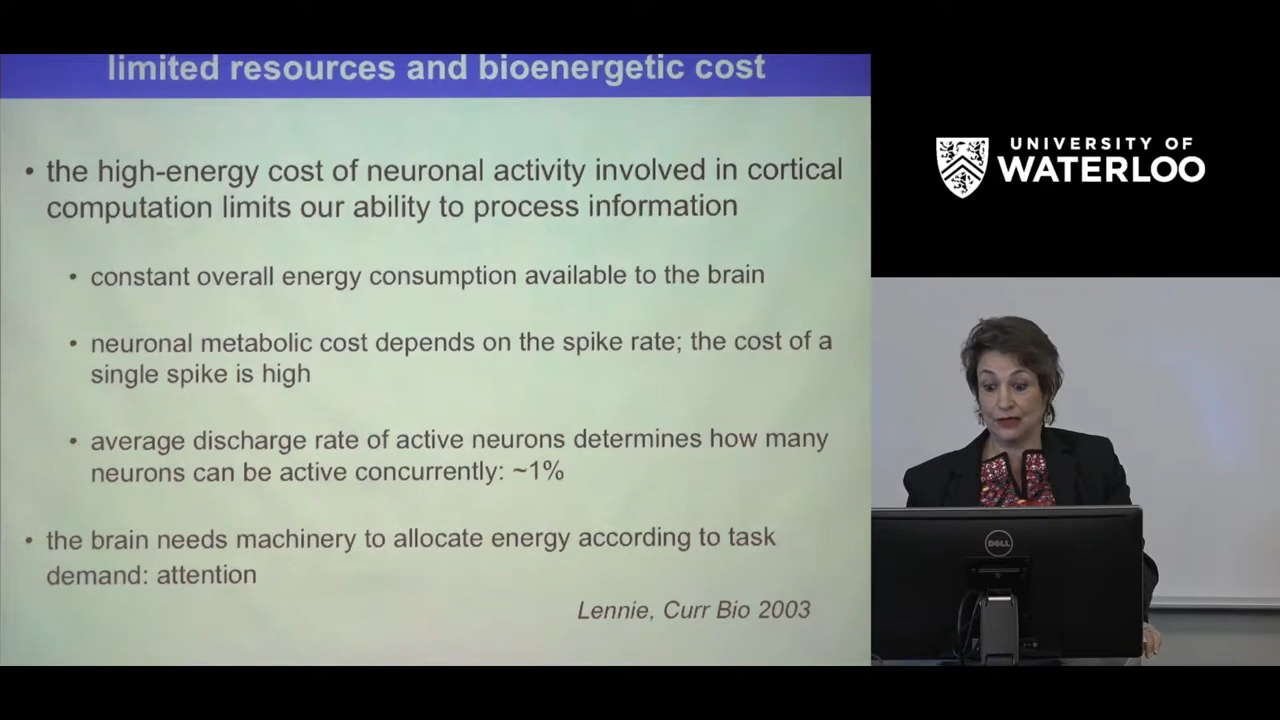 limited resources and bioenergetic cost
• the high-energy cost of neuronal activity involved in cortical
computation limits our ability to process information
• constant overall energy consumption available to the brain
• neuronal metabolic cost depends on the spike rate; the cost of a
single spike is high
• average discharge rate of active neurons determines how many
neurons can be active concurrently: ~1%
• the brain needs machinery to allocate energy according to task
demand: attention
Lennie, Curr Bio 2003
UNIVERSITY OF
WATERLOO
DELL